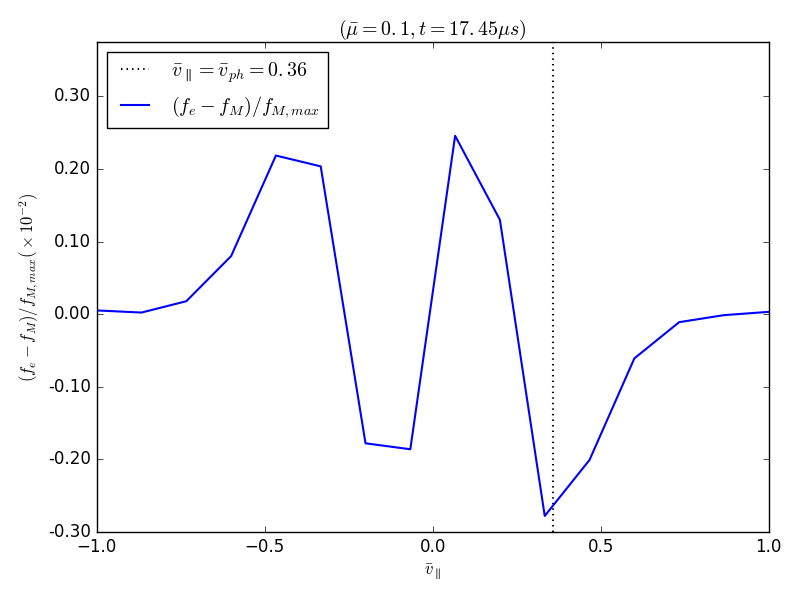 (μ̄ = 0.1, t = 17.45μs)
v̄∥ = v̄ph = 0.36
(fe − fM)/fM,max
0.30
0.20
0.10
0.00
-0.10
-0.20
-0.30
(fe − fM)/fM,max(×10⁻²)
−1.0 −0.5 0.0 0.5 1.0
v̄∥